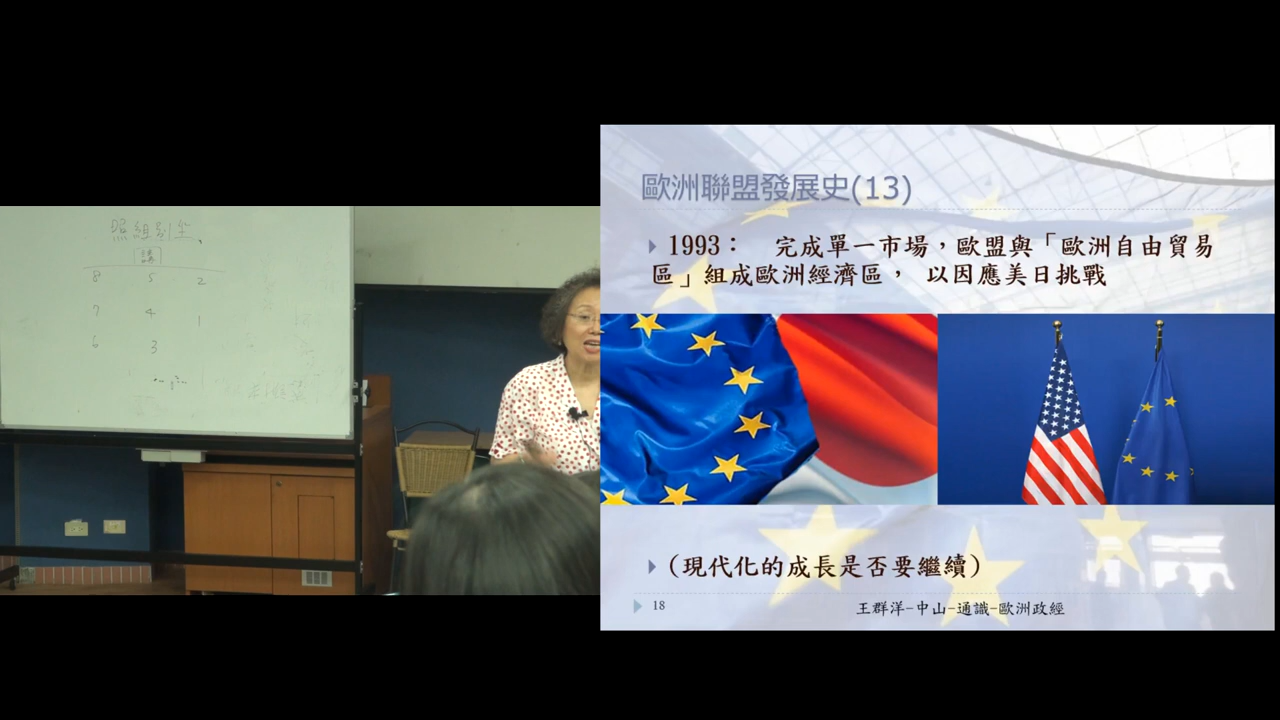 照組別坐
講
8 5 2
7 4 1
6 3
歐洲聯盟發展史(13)
1993： 完成單一市場，歐盟與「歐洲自由貿易
區」組成歐洲經濟區， 以因應美日挑戰
(現代化的成長是否要繼續)
18
王群洋-中山-通識-歐洲政經